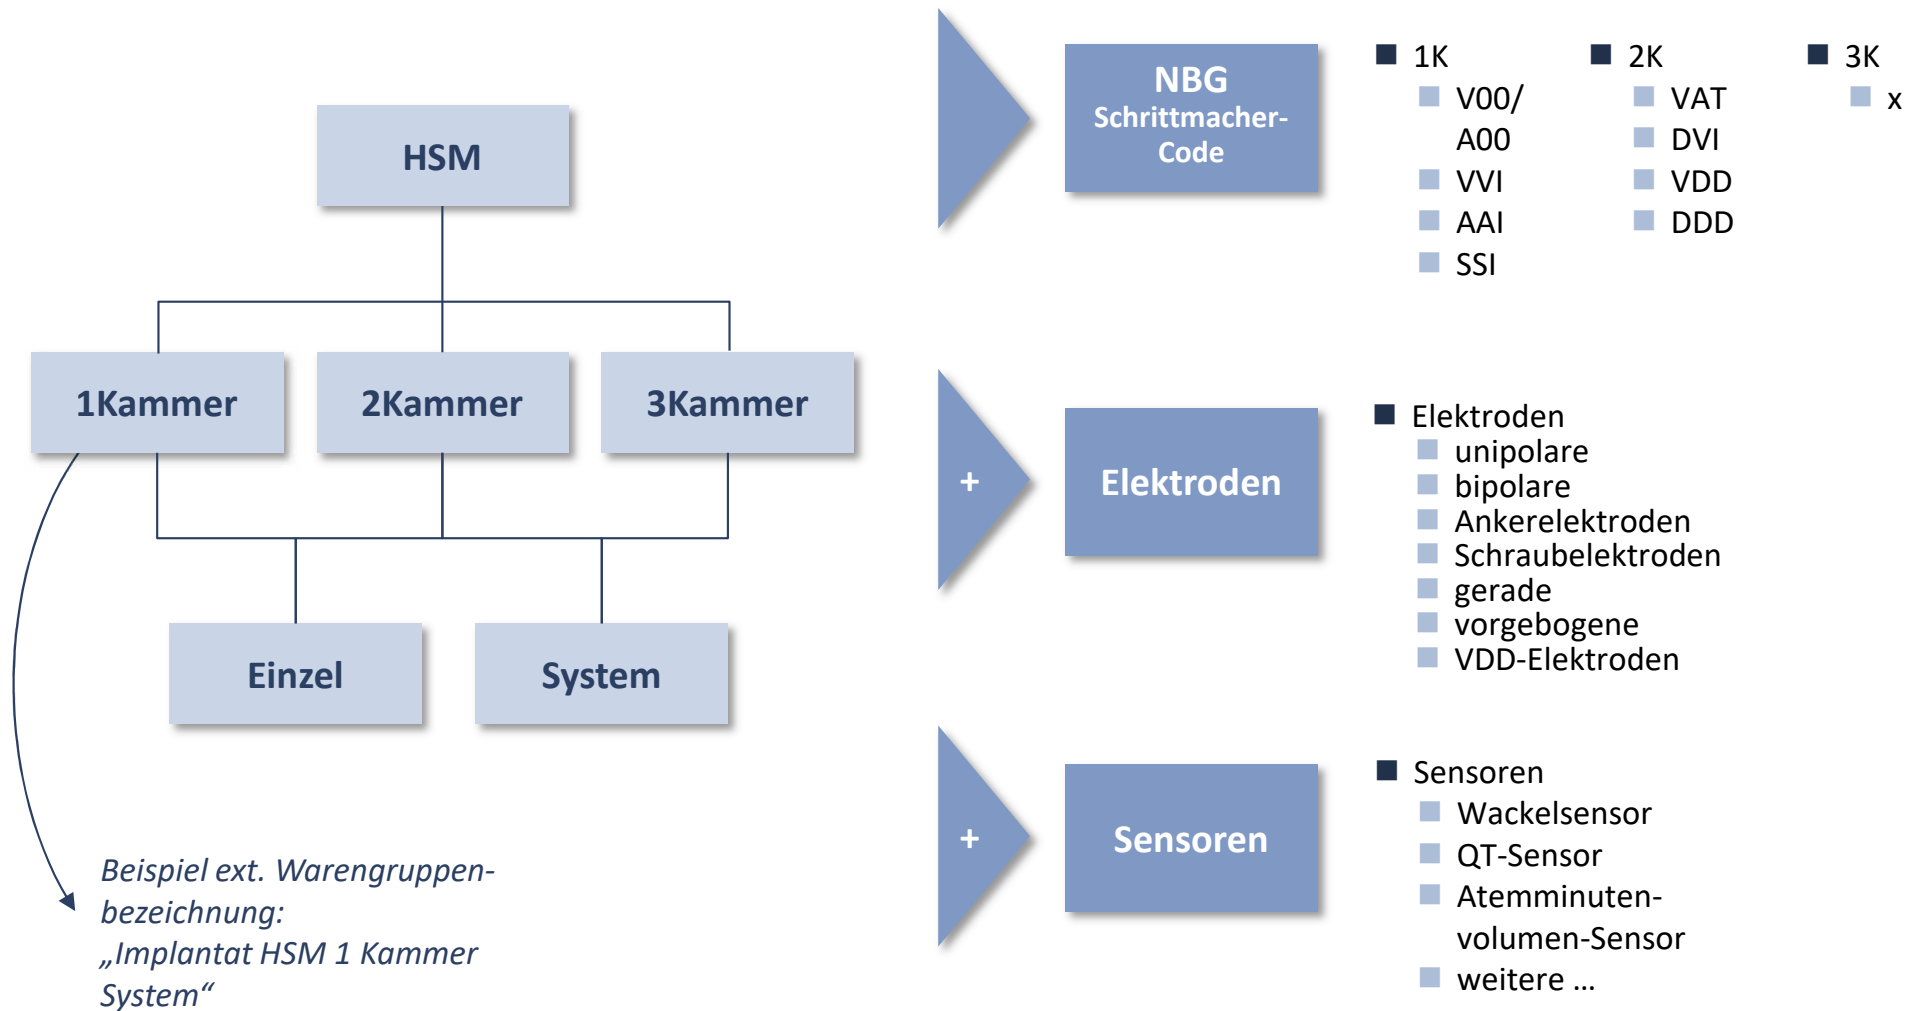 HSM
1Kammer
2Kammer
3Kammer
Einzel
System
Beispiel ext. Warengruppen-
bezeichnung:
„Implantat HSM 1 Kammer
System“
NBG
Schrittmacher-
Code
1K
V00/
A00
VVI
AAI
SSI
2K
VAT
DVI
VDD
DDD
3K
x
+
Elektroden
Elektroden
unipolare
bipolare
Ankerelektroden
Schraubelektroden
gerade
vorgebogene
VDD-Elektroden
+
Sensoren
Sensoren
Wackelsensor
QT-Sensor
Atemminuten-
volumen-Sensor
weitere ...